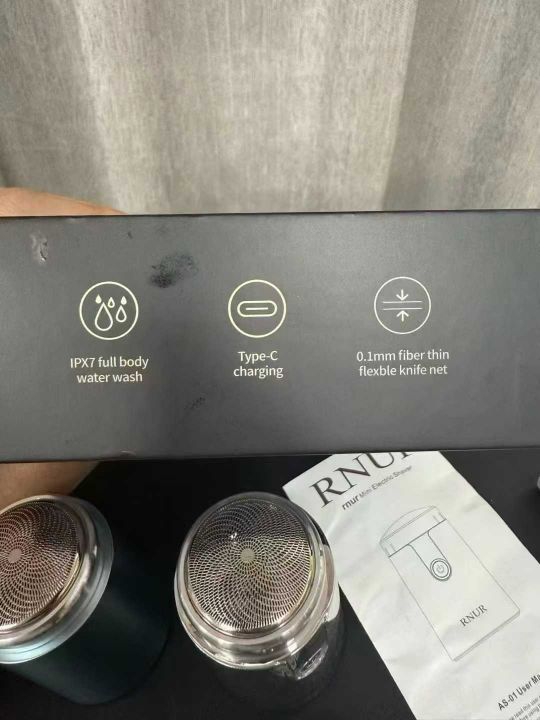 IPX7 full body
water wash
Type-C
charging
0.1mm fiber thin
flexble knife net
RNUR
rnur Mini Electric Shaver
RNUR
AS-01 User